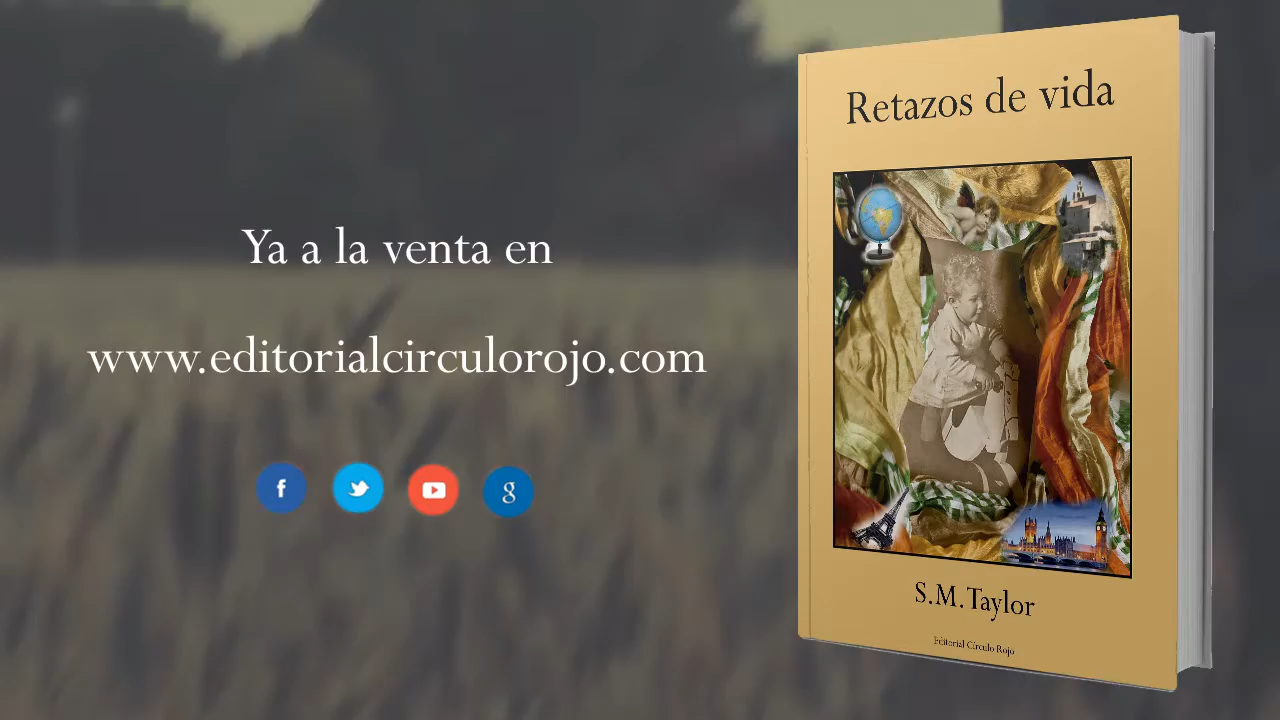 Ya a la venta en
www.editorialcirculorojo.com
f
g
Retazos de vida
S.M.Taylor
Editorial Círculo Rojo